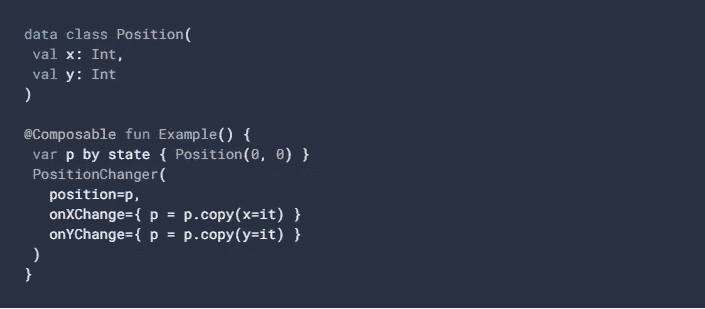 data class Position(
 val x: Int,
 val y: Int
)
@Composable fun Example() {
 var p by state { Position(0, 0) }
 PositionChanger(
   position=p,
   onXChange={ p = p.copy(x=it) }
   onYChange={ p = p.copy(y=it) }
 )
}